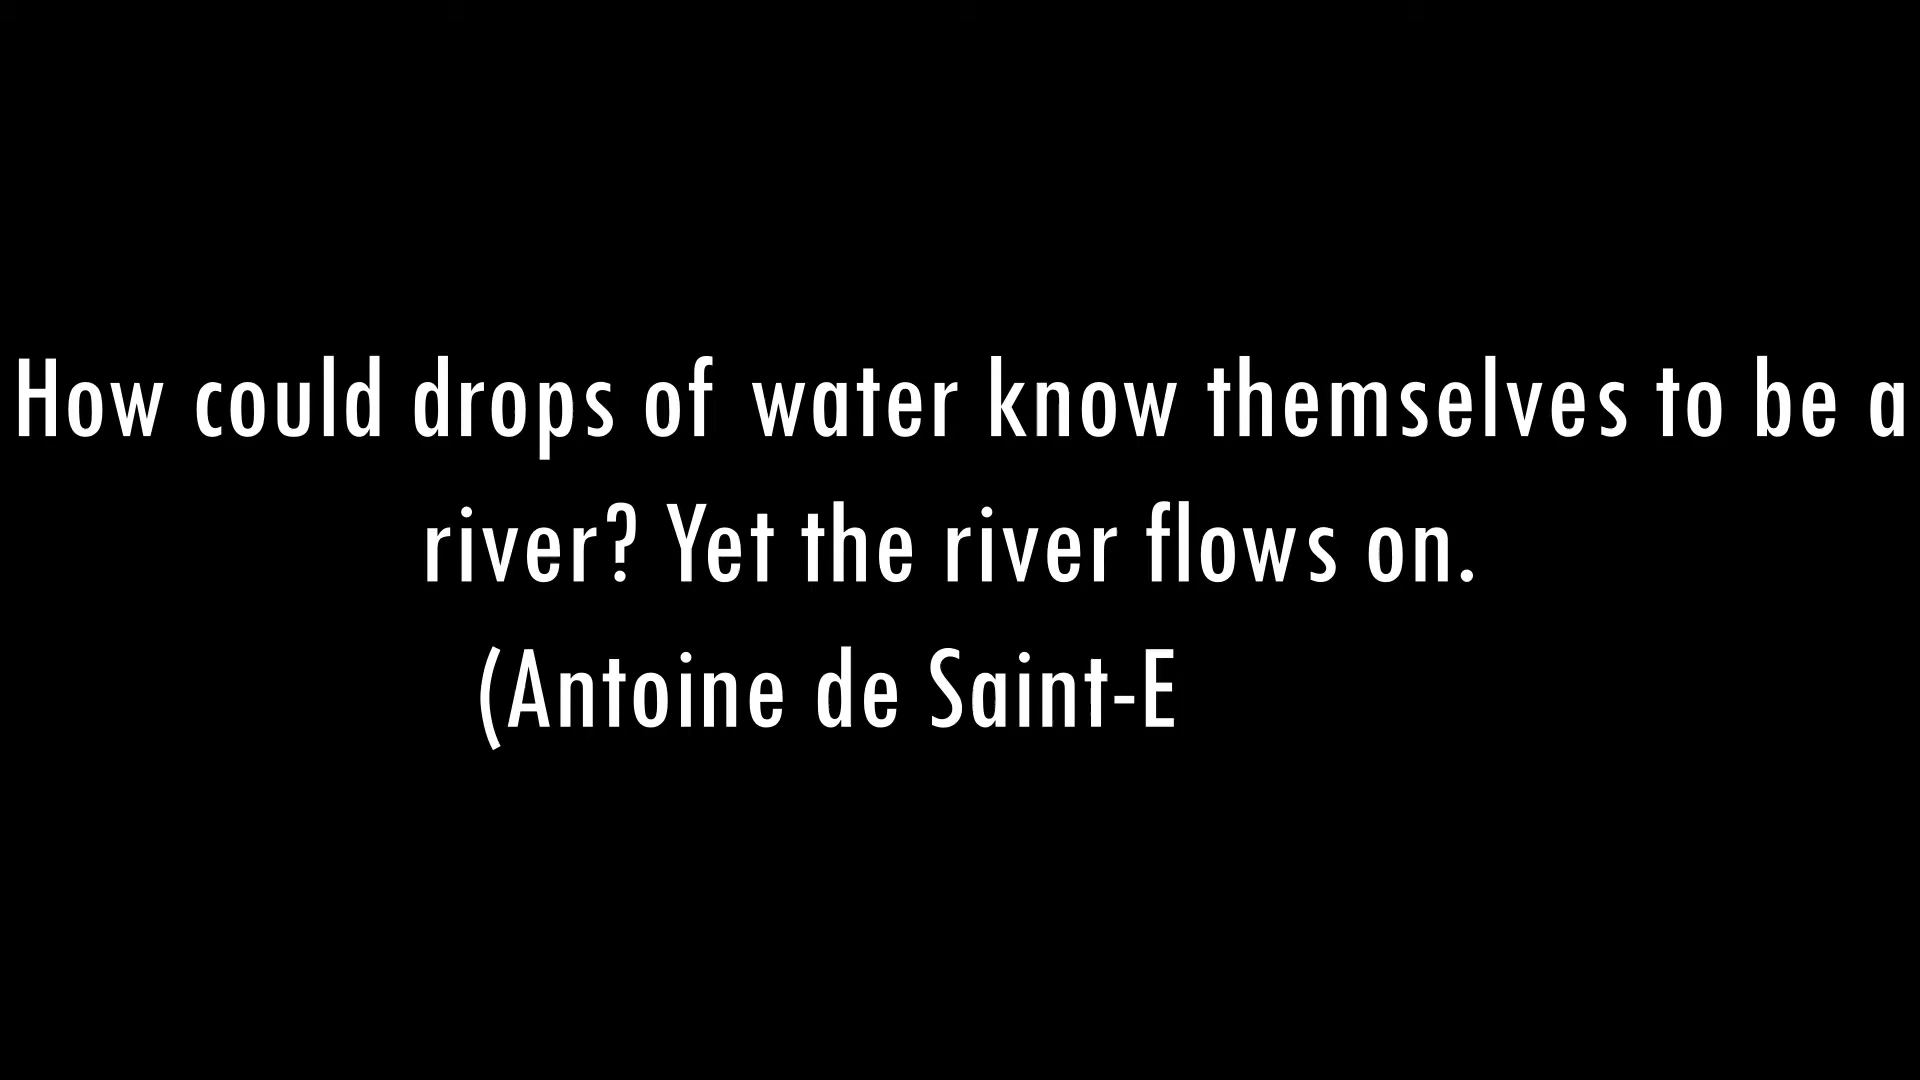 How could drops of water know themselves to be a
river? Yet the river flows on.
(Antoine de Saint-E